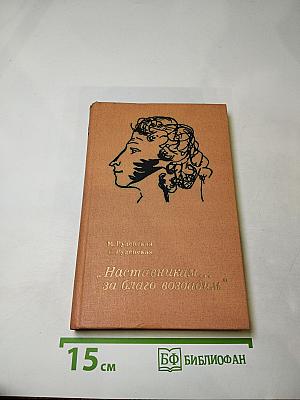 М. Руденская
С. Руденская
„Наставникам...
за благо воздадим“
15 см
БФ БИБЛИОФАН